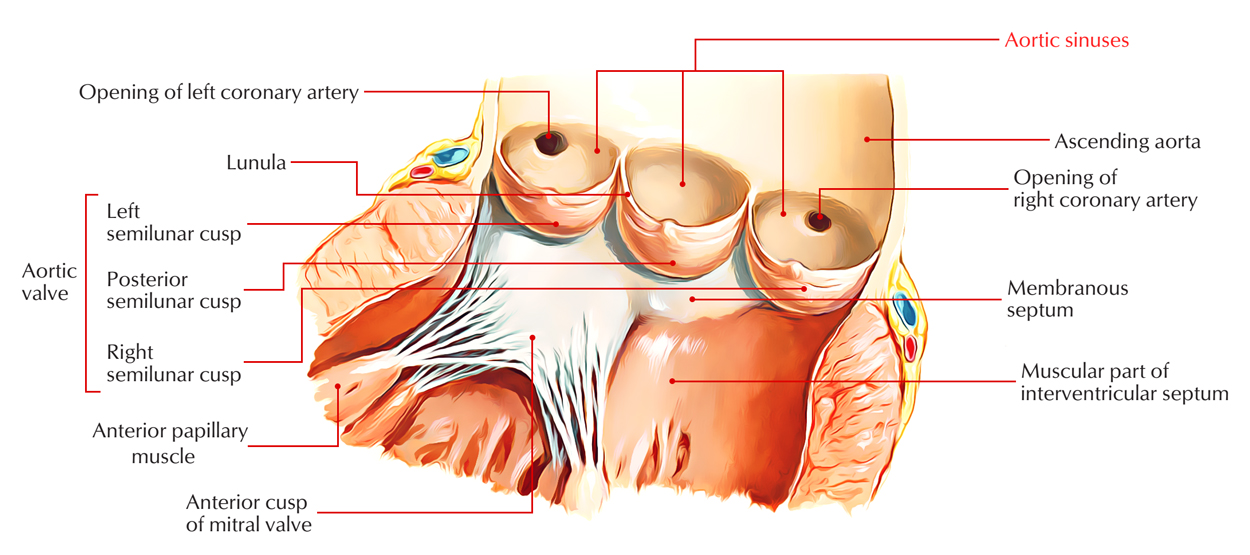 Aortic sinuses
Opening of left coronary artery
Ascending aorta
Lunula
Opening of
right coronary artery
Left
semilunar cusp
Aortic
valve
Posterior
semilunar cusp
Membranous
septum
Right
semilunar cusp
Muscular part of
interventricular septum
Anterior papillary
muscle
Anterior cusp
of mitral valve